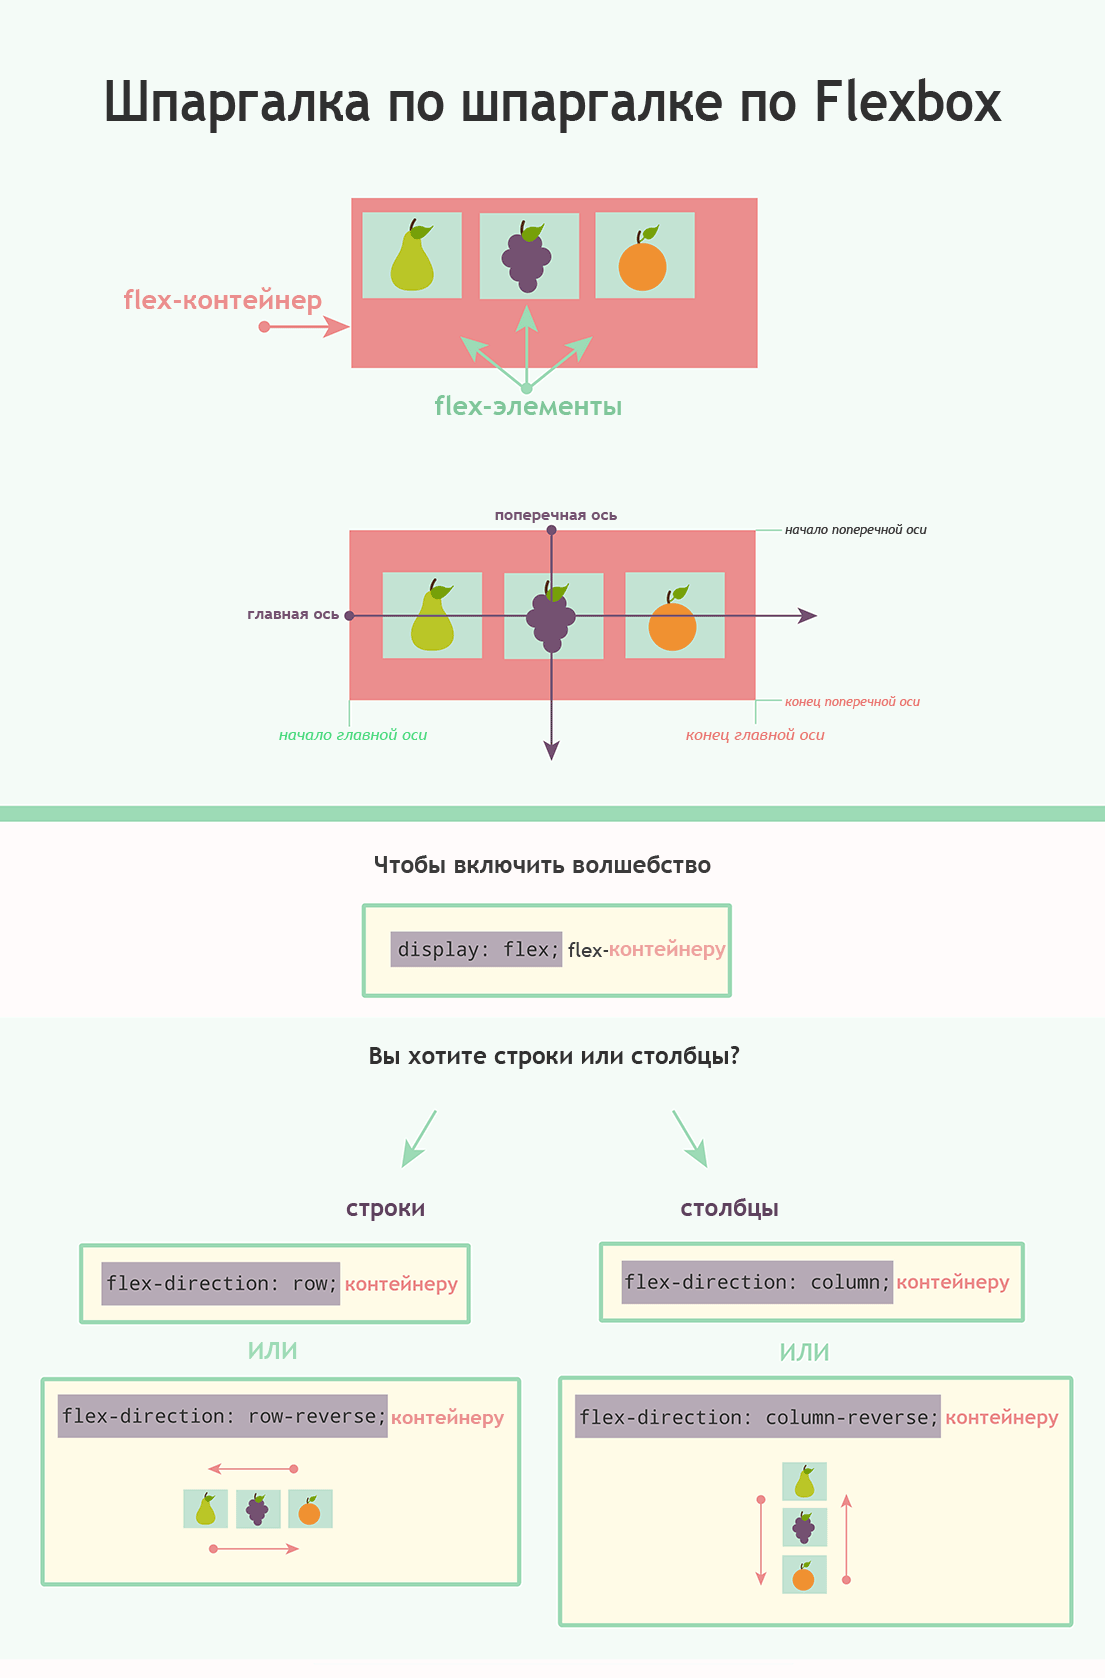 Шпаргалка по шпаргалке по Flexbox
flex-контейнер
flex-элементы
поперечная ось
начало поперечной оси
главная ось
конец поперечной оси
начало главной оси
конец главной оси
Чтобы включить волшебство
display: flex; flex-контейнеру
Вы хотите строки или столбцы?
строки
столбцы
flex-direction: row; контейнеру
flex-direction: column; контейнеру
ИЛИ
ИЛИ
flex-direction: row-reverse; контейнеру
flex-direction: column-reverse; контейнеру